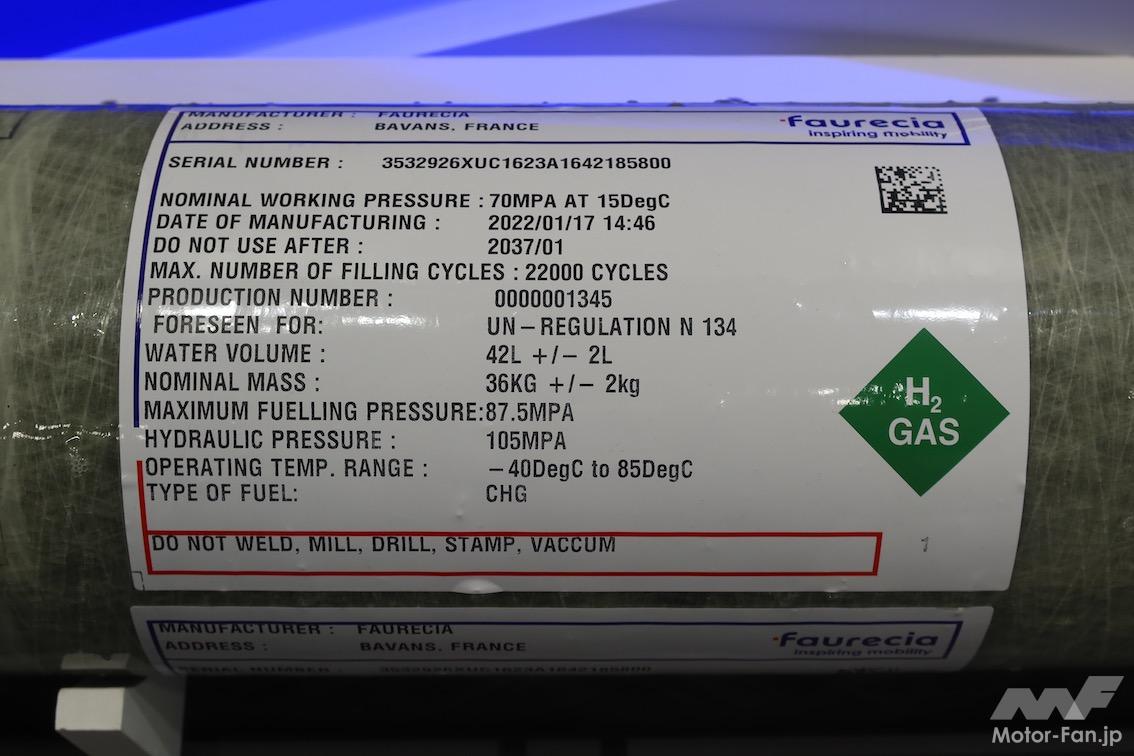 MANUFACTURER : FAURECIA
ADDRESS : BAVANS, FRANCE
faurecia
inspiring mobility
SERIAL NUMBER : 3532926XUC1623A1642185800
NOMINAL WORKING PRESSURE : 70MPA AT 15DegC
DATE OF MANUFACTURING : 2022/01/17 14:46
DO NOT USE AFTER : 2037/01
MAX. NUMBER OF FILLING CYCLES : 22000 CYCLES
PRODUCTION NUMBER : 0000001345
FORESEEN FOR: UN-REGULATION N 134
WATER VOLUME : 42L +/- 2L
NOMINAL MASS : 36KG +/- 2kg
MAXIMUM FUELLING PRESSURE:87.5MPA
HYDRAULIC PRESSURE : 105MPA
OPERATING TEMP. RANGE : -40DegC to 85DegC
TYPE OF FUEL: CHG
H2
GAS
DO NOT WELD, MILL, DRILL, STAMP, VACCUM
1
MANUFACTURER : FAURECIA
ADDRESS : BAVANS, FRANCE
faurecia
inspiring mobility
SERIAL NUMBER : 3532926XUC1623A1642185800
MF
Motor-Fan.jp